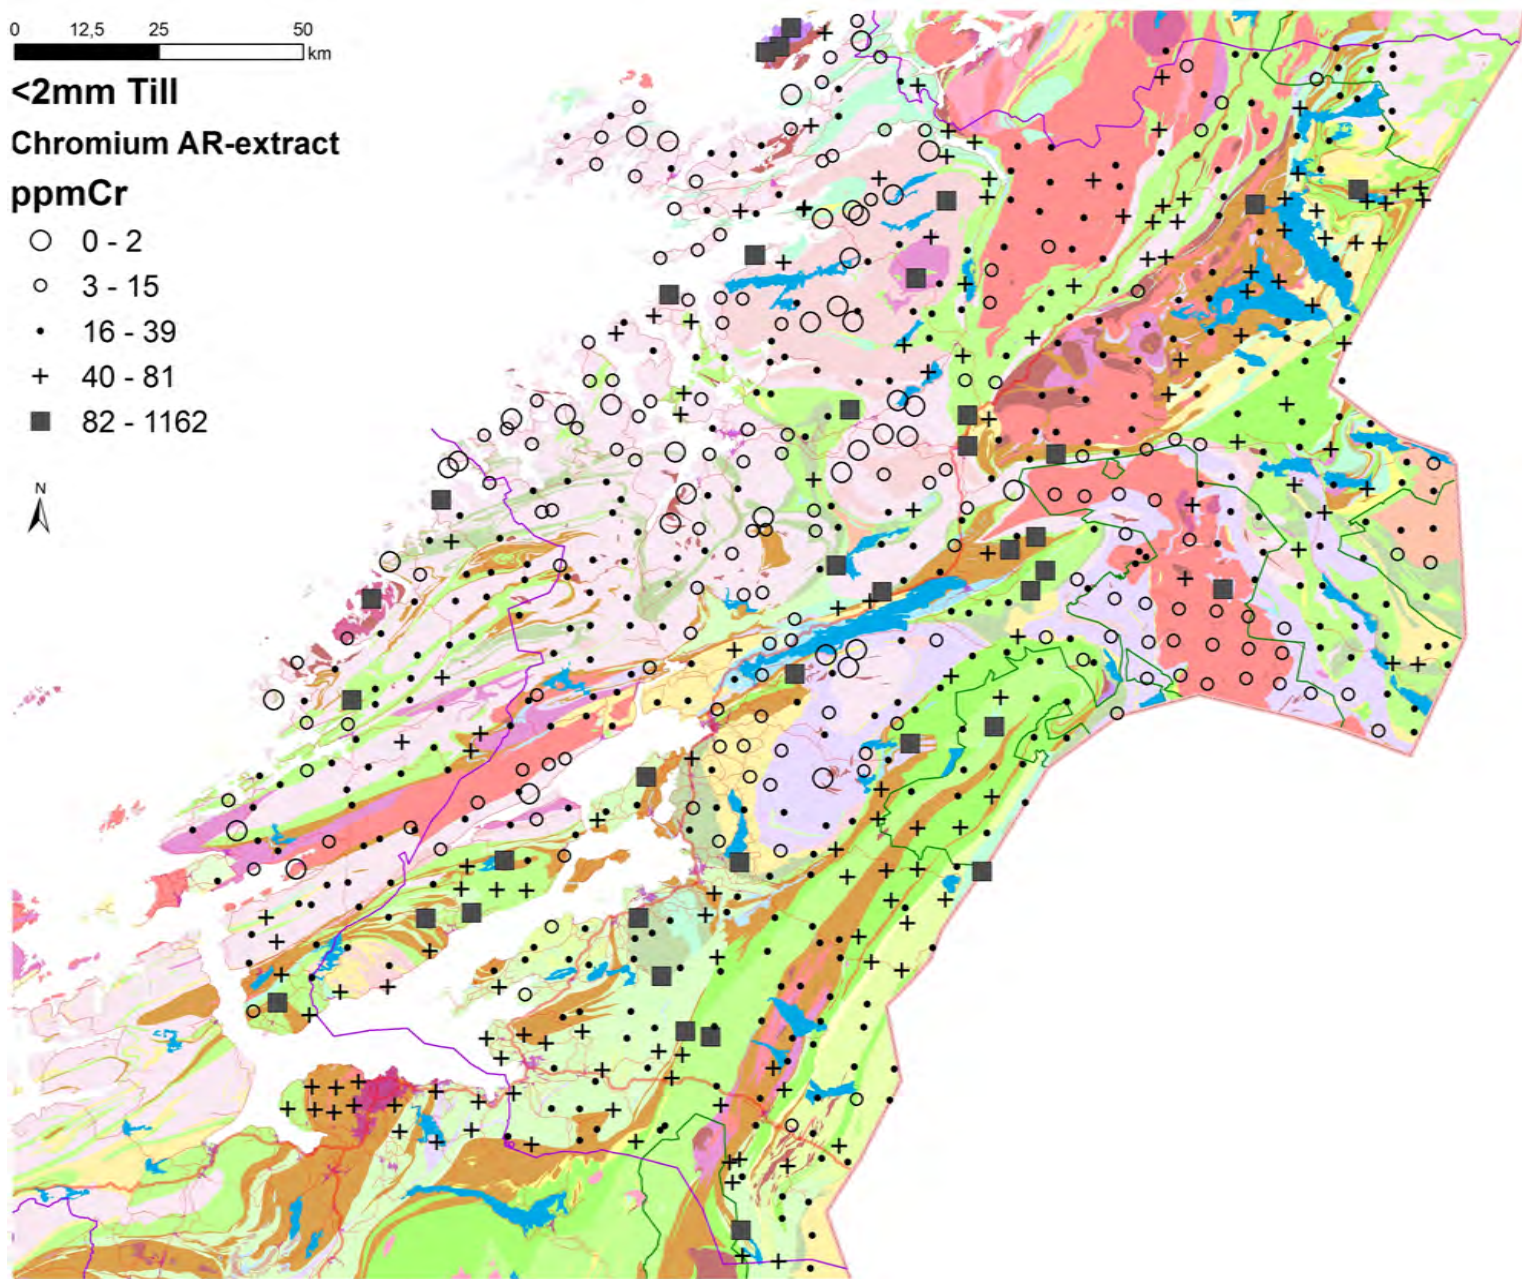 0 12,5 25 50
km
<2mm Till
Chromium AR-extract
ppmCr
0 - 2
3 - 15
16 - 39
40 - 81
82 - 1162
N